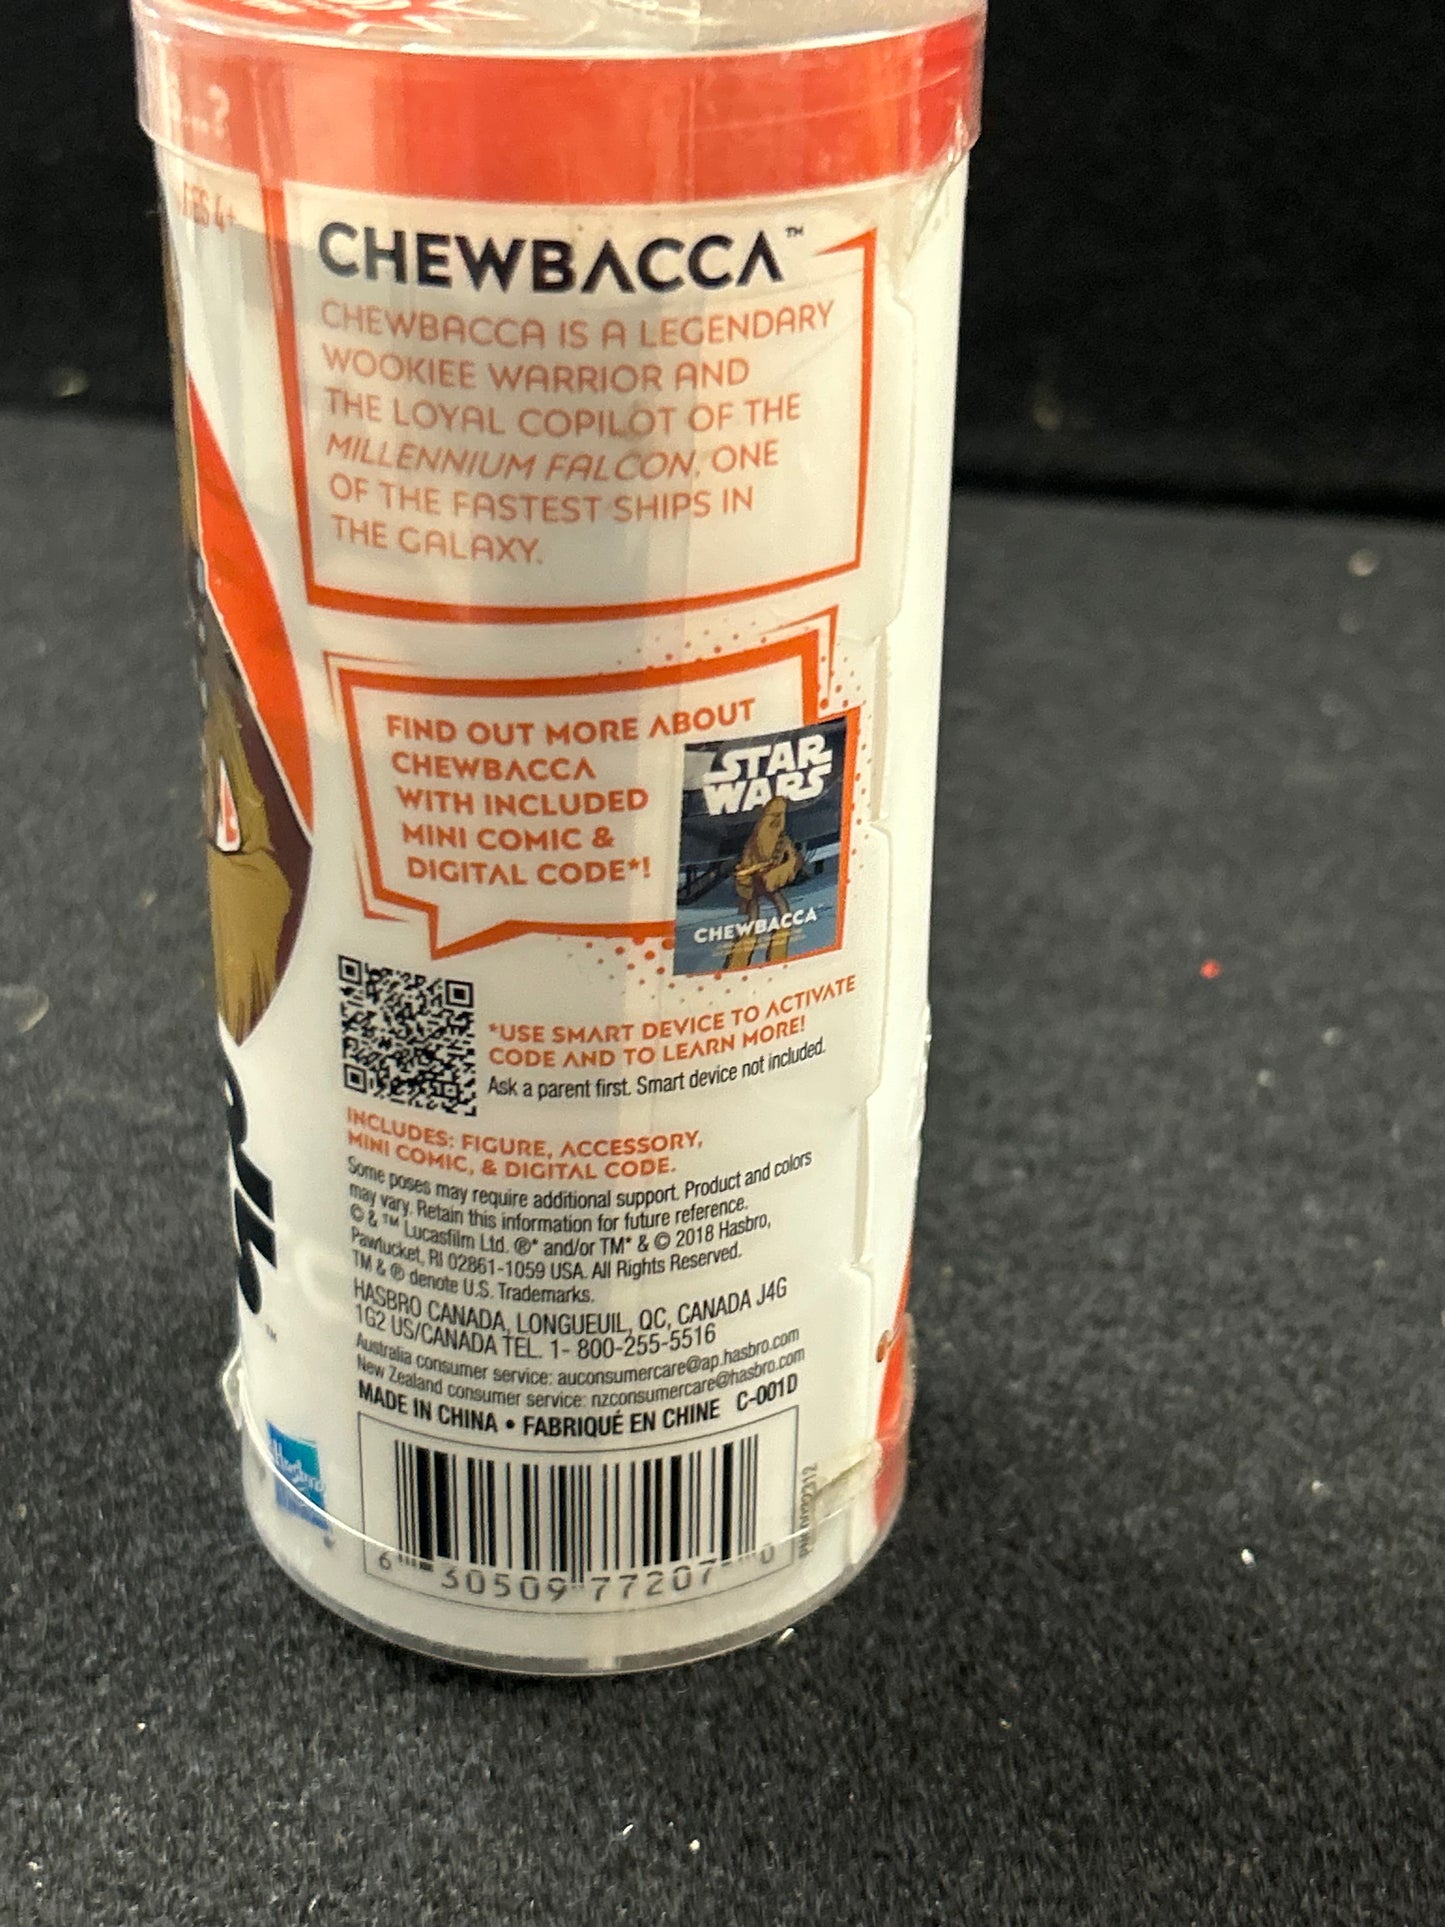 CHEWBACCA™
CHEWBACCA IS A LEGENDARY
WOOKIEE WARRIOR AND
THE LOYAL COPILOT OF THE
MILLENNIUM FALCON, ONE
OF THE FASTEST SHIPS IN
THE GALAXY.
FIND OUT MORE ABOUT
CHEWBACCA
WITH INCLUDED
MINI COMIC &
DIGITAL CODE*!
STAR
WARS
CHEWBACCA
*USE SMART DEVICE TO ACTIVATE
CODE AND TO LEARN MORE!
Ask a parent first. Smart device not included.
INCLUDES: FIGURE, ACCESSORY,
MINI COMIC, & DIGITAL CODE.
Some poses may require additional support. Product and colors
may vary. Retain this information for future reference.
© & ™ Lucasfilm Ltd. ®* and/or TM* & © 2018 Hasbro,
Pawtucket, RI 02861-1059 USA. All Rights Reserved.
TM & ® denote U.S. Trademarks.
HASBRO CANADA, LONGUEUIL, QC, CANADA J4G
1G2 US/CANADA TEL. 1- 800-255-5516
Australia consumer service: auconsumercare@ap.hasbro.com
New Zealand consumer service: nzconsumercare@hasbro.com
MADE IN CHINA • FABRIQUÉ EN CHINE C-001D
Hasbro
6 30509 77207 0